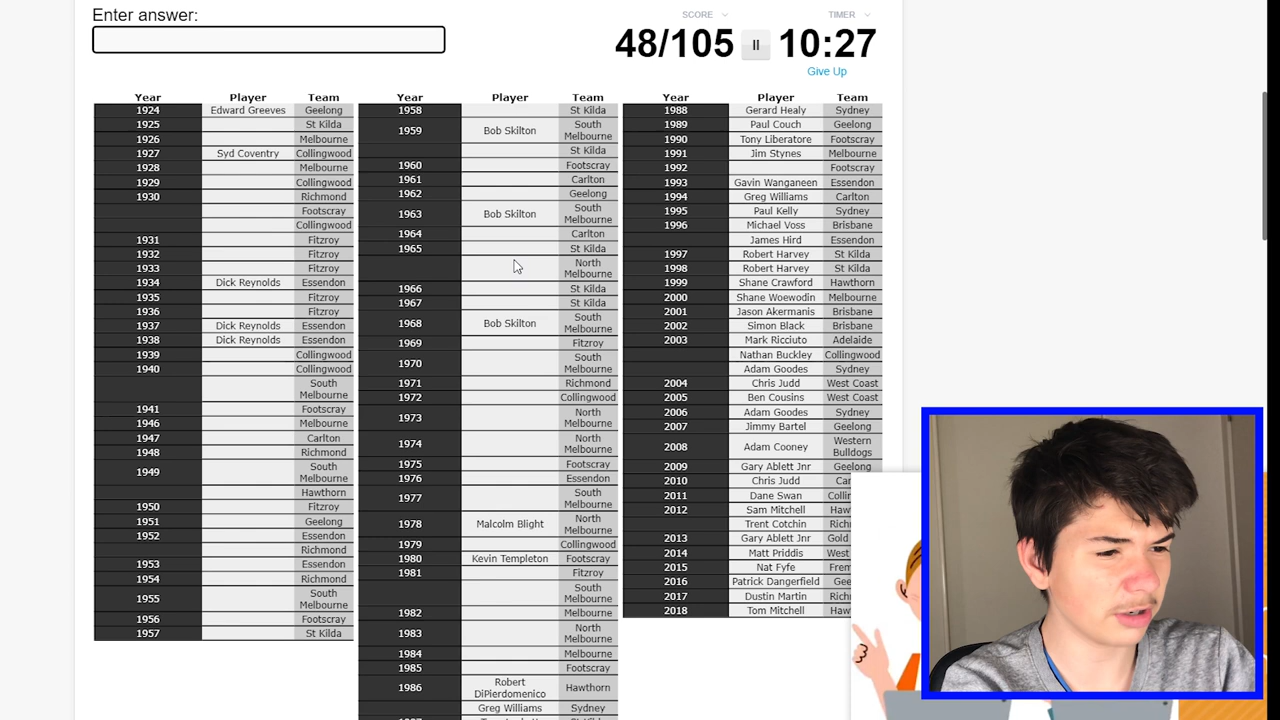 Enter answer:
SCORE
TIMER
48/105
10:27
Give Up
Year Player Team
1924 Edward Greeves Geelong
1925 St Kilda
1926 Melbourne
1927 Syd Coventry Collingwood
1928 Melbourne
1929 Collingwood
1930 Richmond
Footscray
Collingwood
1931 Fitzroy
1932 Fitzroy
1933 Fitzroy
1934 Dick Reynolds Essendon
1935 Fitzroy
1936 Fitzroy
1937 Dick Reynolds Essendon
1938 Dick Reynolds Essendon
1939 Collingwood
1940 Collingwood
South Melbourne
1941 Footscray
1946 Melbourne
1947 Carlton
1948 Richmond
1949 South Melbourne
Hawthorn
1950 Fitzroy
1951 Geelong
1952 Essendon
Richmond
1953 Essendon
1954 Richmond
1955 South Melbourne
1956 Footscray
1957 St Kilda
Year Player Team
1958 St Kilda
1959 Bob Skilton South Melbourne
St Kilda
1960 Footscray
1961 Carlton
1962 Geelong
1963 Bob Skilton South Melbourne
1964 Carlton
1965 St Kilda
North Melbourne
1966 St Kilda
1967 St Kilda
1968 Bob Skilton South Melbourne
1969 Fitzroy
1970 South Melbourne
1971 Richmond
1972 Collingwood
1973 North Melbourne
1974 North Melbourne
1975 Footscray
1976 Essendon
1977 South Melbourne
1978 Malcolm Blight North Melbourne
1979 Collingwood
1980 Kevin Templeton Footscray
1981 Fitzroy
South Melbourne
1982 Melbourne
1983 North Melbourne
1984 Melbourne
1985 Footscray
1986 Robert DiPierdomenico Hawthorn
Greg Williams Sydney
Year Player Team
1988 Gerard Healy Sydney
1989 Paul Couch Geelong
1990 Tony Liberatore Footscray
1991 Jim Stynes Melbourne
1992 Footscray
1993 Gavin Wanganeen Essendon
1994 Greg Williams Carlton
1995 Paul Kelly Sydney
1996 Michael Voss Brisbane
James Hird Essendon
1997 Robert Harvey St Kilda
1998 Robert Harvey St Kilda
1999 Shane Crawford Hawthorn
2000 Shane Woewodin Melbourne
2001 Jason Akermanis Brisbane
2002 Simon Black Brisbane
2003 Mark Ricciuto Adelaide
Nathan Buckley Collingwood
Adam Goodes Sydney
2004 Chris Judd West Coast
2005 Ben Cousins West Coast
2006 Adam Goodes Sydney
2007 Jimmy Bartel Geelong
2008 Adam Cooney Western Bulldogs
2009 Gary Ablett Jnr Geelong
2010 Chris Judd Car
2011 Dane Swan Collin
2012 Sam Mitchell Haw
Trent Cotchin Rich
2013 Gary Ablett Jnr Gold
2014 Matt Priddis West
2015 Nat Fyfe Frem
2016 Patrick Dangerfield Gee
2017 Dustin Martin Rich
2018 Tom Mitchell Haw